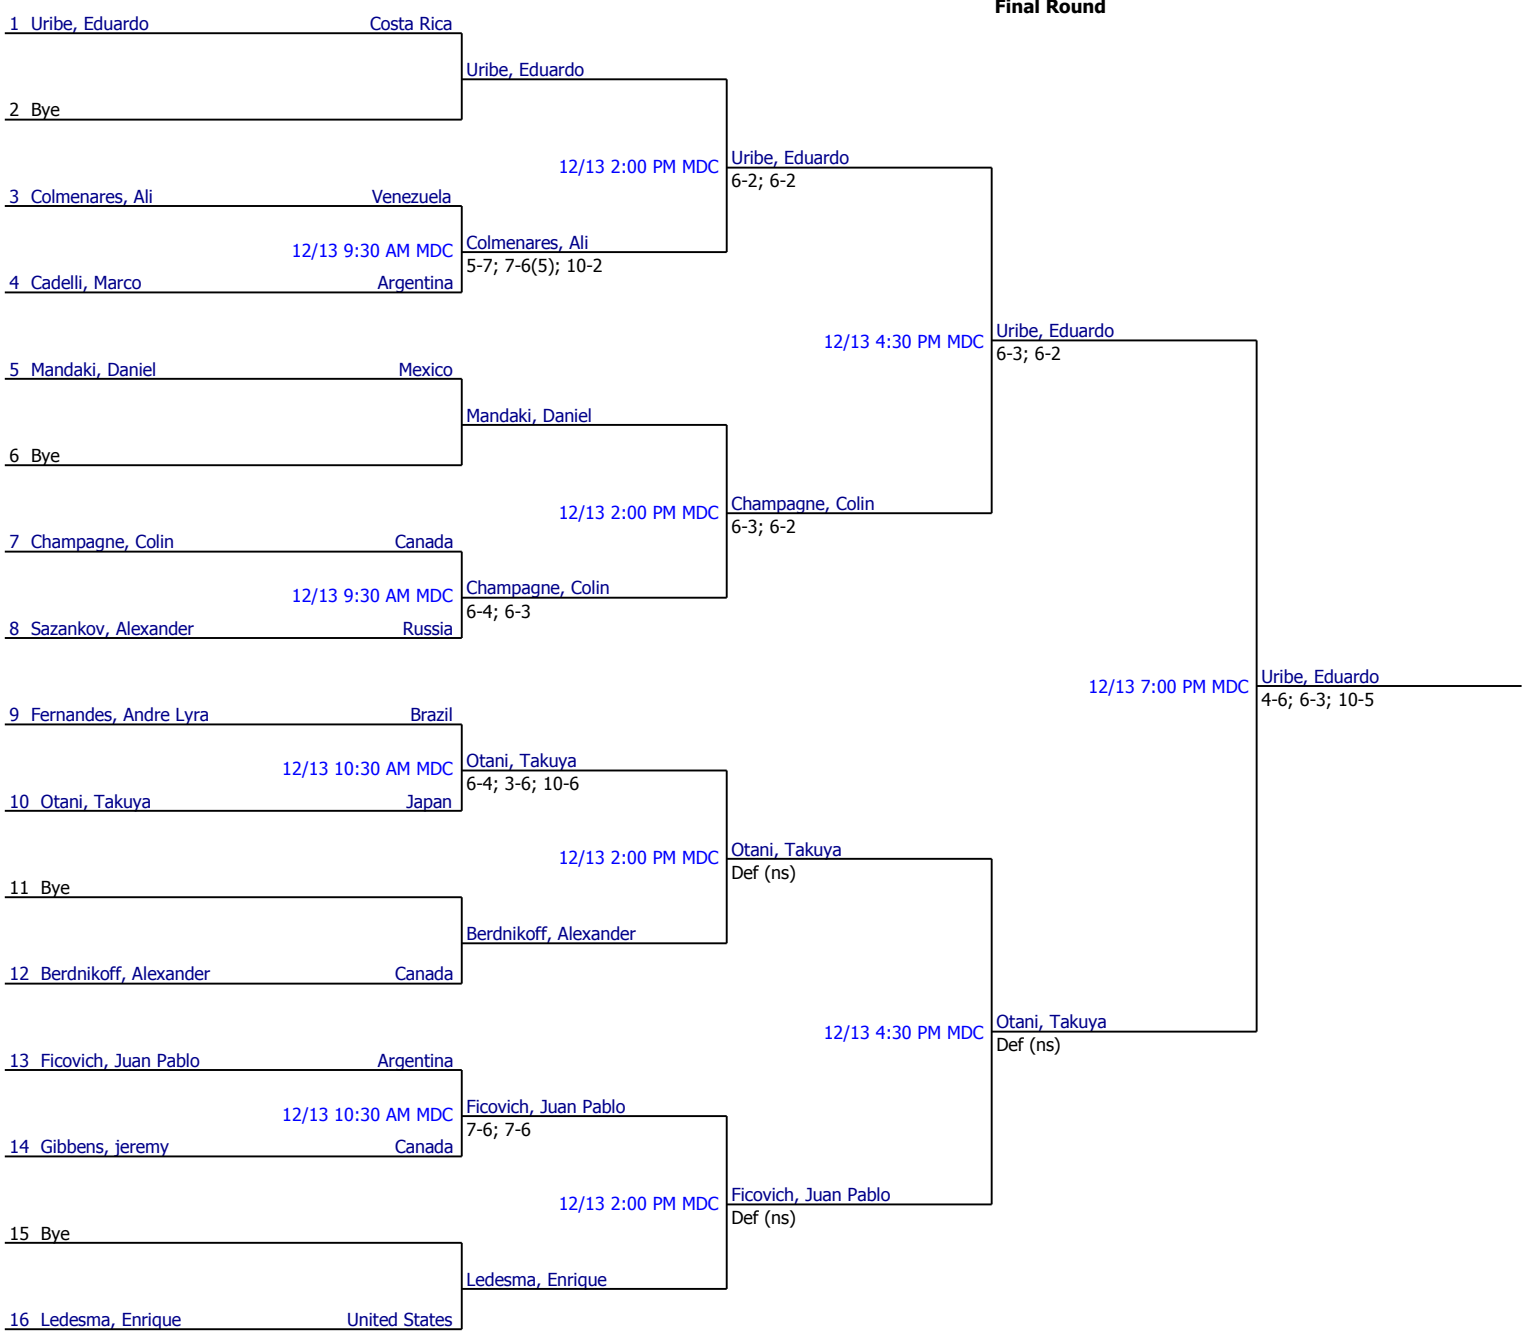 Final Round
1 Uribe, Eduardo Costa Rica
Uribe, Eduardo
2 Bye
12/13 2:00 PM MDC Uribe, Eduardo
6-2; 6-2
3 Colmenares, Ali Venezuela
12/13 9:30 AM MDC Colmenares, Ali
5-7; 7-6(5); 10-2
4 Cadelli, Marco Argentina
12/13 4:30 PM MDC Uribe, Eduardo
6-3; 6-2
5 Mandaki, Daniel Mexico
Mandaki, Daniel
6 Bye
12/13 2:00 PM MDC Champagne, Colin
6-3; 6-2
7 Champagne, Colin Canada
12/13 9:30 AM MDC Champagne, Colin
6-4; 6-3
8 Sazankov, Alexander Russia
12/13 7:00 PM MDC Uribe, Eduardo
4-6; 6-3; 10-5
9 Fernandes, Andre Lyra Brazil
12/13 10:30 AM MDC Otani, Takuya
6-4; 3-6; 10-6
10 Otani, Takuya Japan
12/13 2:00 PM MDC Otani, Takuya
Def (ns)
11 Bye
Berdnikoff, Alexander
12 Berdnikoff, Alexander Canada
12/13 4:30 PM MDC Otani, Takuya
Def (ns)
13 Ficovich, Juan Pablo Argentina
12/13 10:30 AM MDC Ficovich, Juan Pablo
7-6; 7-6
14 Gibbens, jeremy Canada
12/13 2:00 PM MDC Ficovich, Juan Pablo
Def (ns)
15 Bye
Ledesma, Enrique
16 Ledesma, Enrique United States